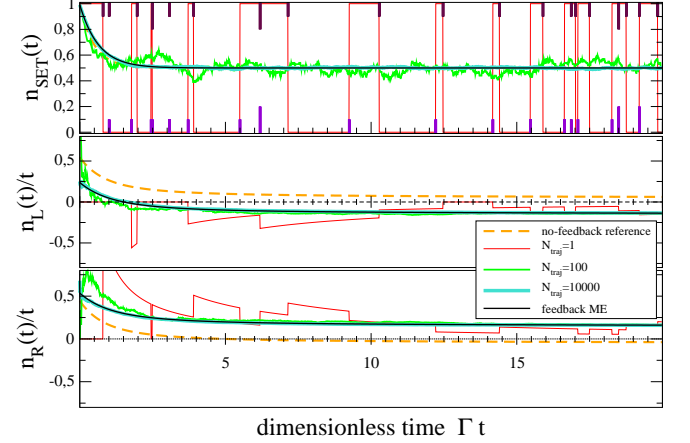 1
0.8
0.6
0.4
0.2
0
n_SET(t)
0.5
0
-0.5
n_L(t)/t
no-feedback reference
N_traj=1
N_traj=100
N_traj=10000
feedback ME
0.5
0
-0.5
n_R(t)/t
5 10 15
dimensionless time Γ t